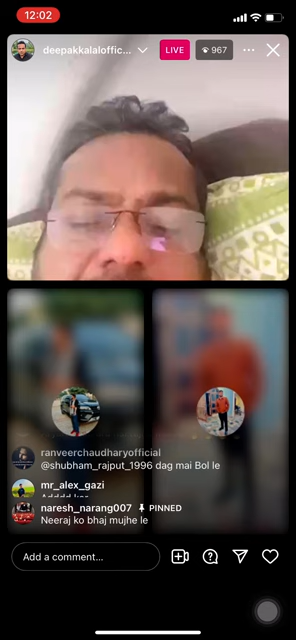 12:02
deepakkalaloffic...
LIVE
967
ranveerchaudharyofficial
@shubham_rajput_1996 dag mai Bol le
mr_alex_gazi
naresh_narang007 PINNED
Neeraj ko bhaj mujhe le
Add a comment...